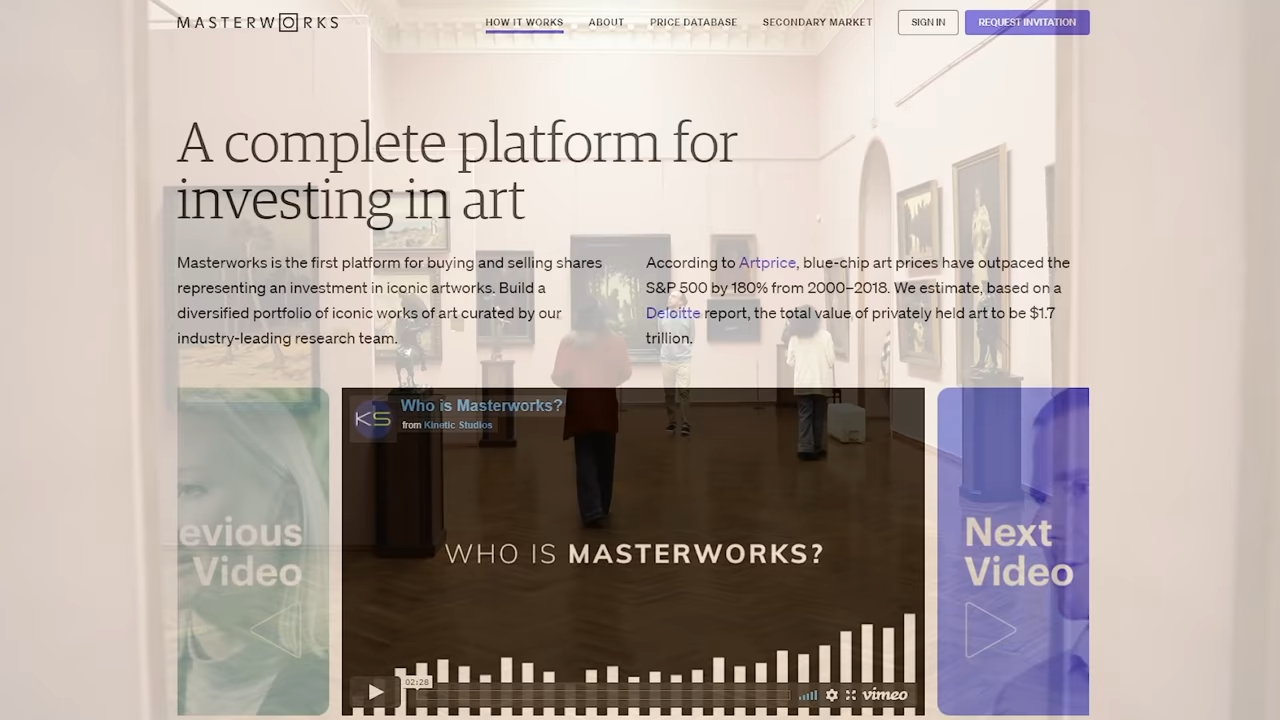 MASTERWORKS
HOW IT WORKS ABOUT PRICE DATABASE SECONDARY MARKET SIGN IN REQUEST INVITATION
A complete platform for
investing in art
Masterworks is the first platform for buying and selling shares
representing an investment in iconic artworks. Build a
diversified portfolio of iconic works of art curated by our
industry-leading research team.
According to Artprice, blue-chip art prices have outpaced the
S&P 500 by 180% from 2000–2018. We estimate, based on a
Deloitte report, the total value of privately held art to be $1.7
trillion.
evious
Video
KS
Who is Masterworks?
from Kinetic Studios
WHO IS MASTERWORKS?
02:28
vimeo
Next
Video